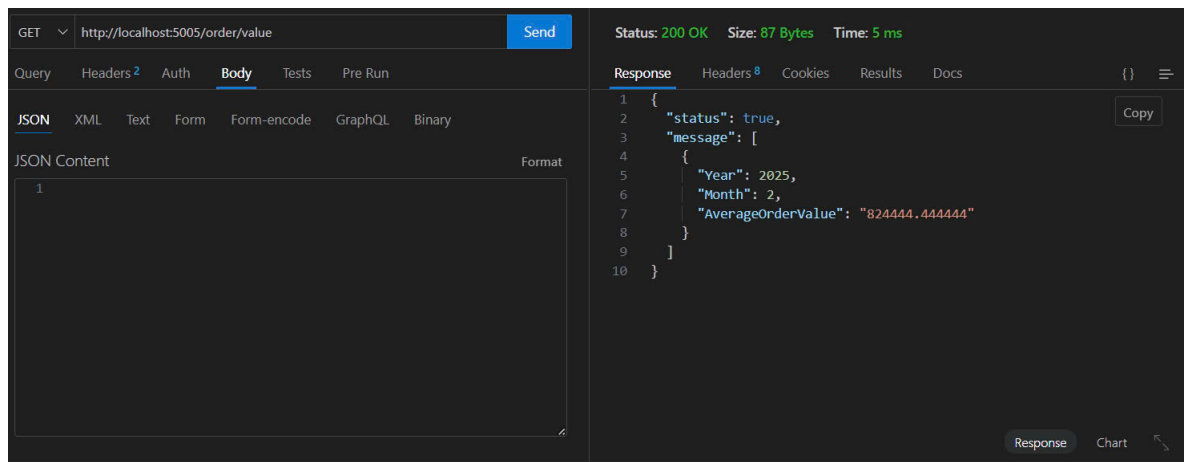 GET http://localhost:5005/order/value Send
Query Headers 2 Auth Body Tests Pre Run
JSON XML Text Form Form-encode GraphQL Binary
JSON Content Format
1
Status: 200 OK Size: 87 Bytes Time: 5 ms
Response Headers 8 Cookies Results Docs {} 
Copy
1 {
2 "status": true,
3 "message": [
4 {
5 "Year": 2025,
6 "Month": 2,
7 "AverageOrderValue": "824444.444444"
8 }
9 ]
10 }
Response Chart